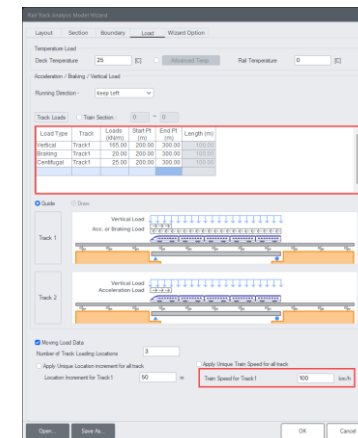 Rail Track Analysis Model Wizard
Layout Section Boundary Load Wizard Option
Temperature Load
Deck Temperature 25 [C] Advanced Temp. Rail Temperature 0 [C]
Acceleration / Braking / Vertical Load
Running Direction - Keep Left
Track Loads Train Section : 0 ~ 0
Load Type Track Loads (kN/m) Start Pt (m) End Pt (m) Length (m)
Vertical Track1 165.00 200.00 300.00 100.00
Braking Track1 20.00 200.00 300.00 100.00
Centifugal Track1 25.00 200.00 300.00 100.00
Guide Draw
Vertical Load
Acc. or Braking Load
Track 1
Vertical Load
Acceleration Load
Track 2
Moving Load Data
Number of Track Loading Locations 3
Apply Unique Location increment for all track Apply Unique Train Speed for all track
Location Increment for Track1 50 m Train Speed for Track1 100 km/h
Open... Save As... OK Cancel